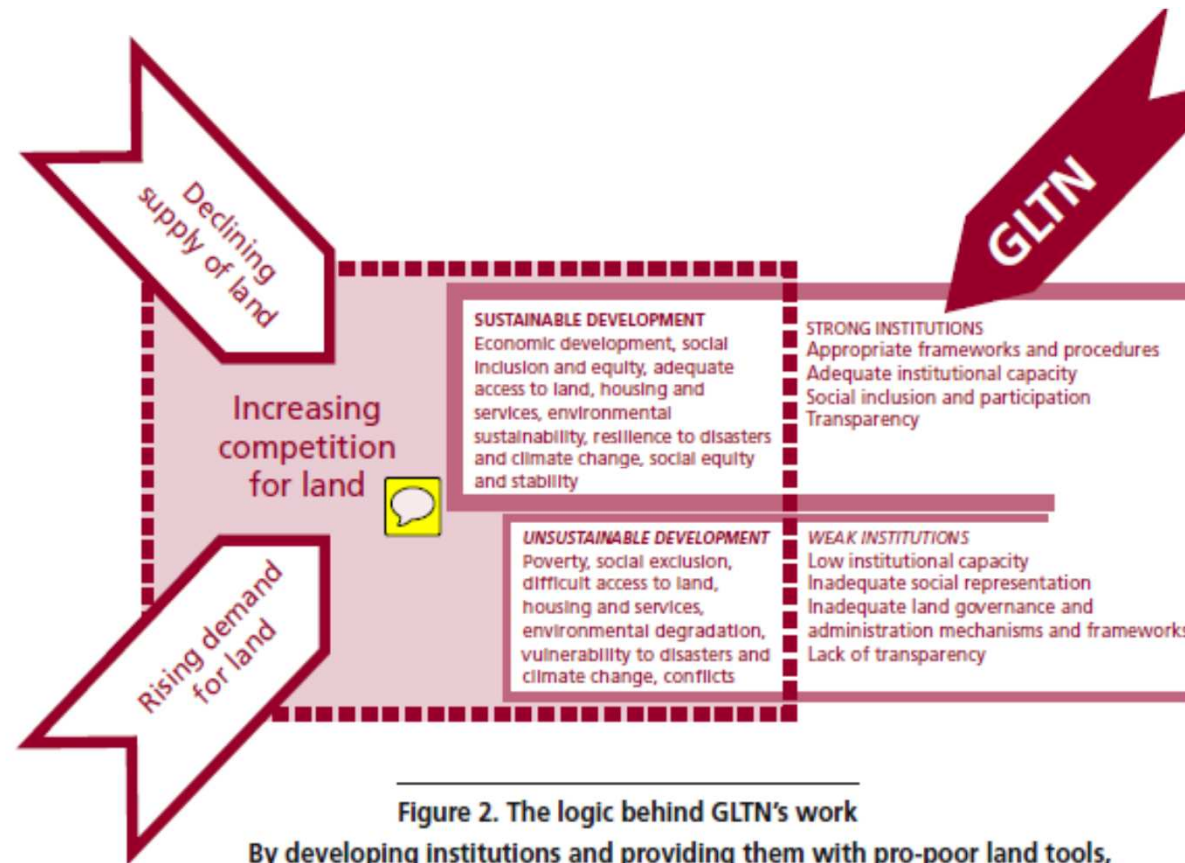 Declining
supply of land
GLTN
Increasing
competition
for land
SUSTAINABLE DEVELOPMENT
Economic development, social
inclusion and equity, adequate
access to land, housing and
services, environmental
sustainability, resilience to disasters
and climate change, social equity
and stability
STRONG INSTITUTIONS
Appropriate frameworks and procedures
Adequate institutional capacity
Social inclusion and participation
Transparency
UNSUSTAINABLE DEVELOPMENT
Poverty, social exclusion,
difficult access to land,
housing and services,
environmental degradation,
vulnerability to disasters and
climate change, conflicts
WEAK INSTITUTIONS
Low institutional capacity
Inadequate social representation
Inadequate land governance and
administration mechanisms and frameworks
Lack of transparency
Rising demand
for land
Figure 2. The logic behind GLTN's work
By developing institutions and providing them with pro-poor land tools,